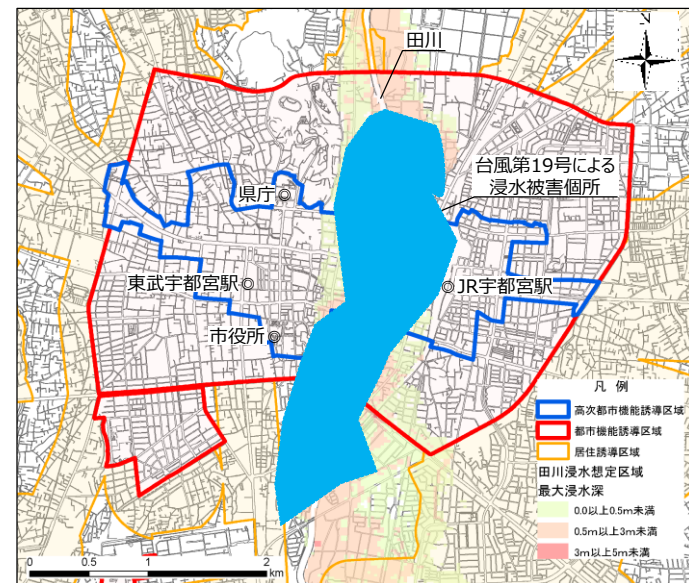 田川
N
台風第19号による
浸水被害個所
県庁◎
東武宇都宮駅◎
◎JR宇都宮駅
市役所◎
凡 例
高次都市機能誘導区域
都市機能誘導区域
居住誘導区域
田川浸水想定区域
最大浸水深
0.0以上0.5m未満
0.5m以上3m未満
3m以上5m未満
0 0.5 1 2
km